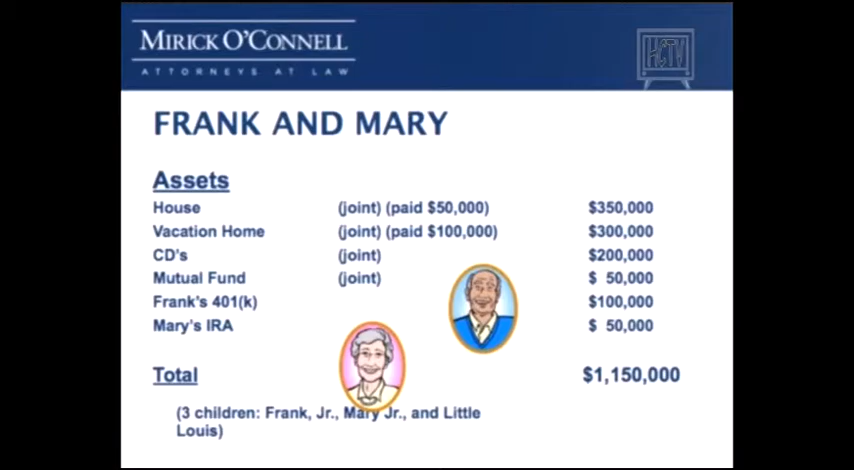 MIRICK O'CONNELL
ATTORNEYS AT LAW
HCTV
FRANK AND MARY
Assets
House (joint) (paid $50,000) $350,000
Vacation Home (joint) (paid $100,000) $300,000
CD's (joint) $200,000
Mutual Fund (joint) $ 50,000
Frank's 401(k) $100,000
Mary's IRA $ 50,000
Total $1,150,000
(3 children: Frank, Jr., Mary Jr., and Little
Louis)